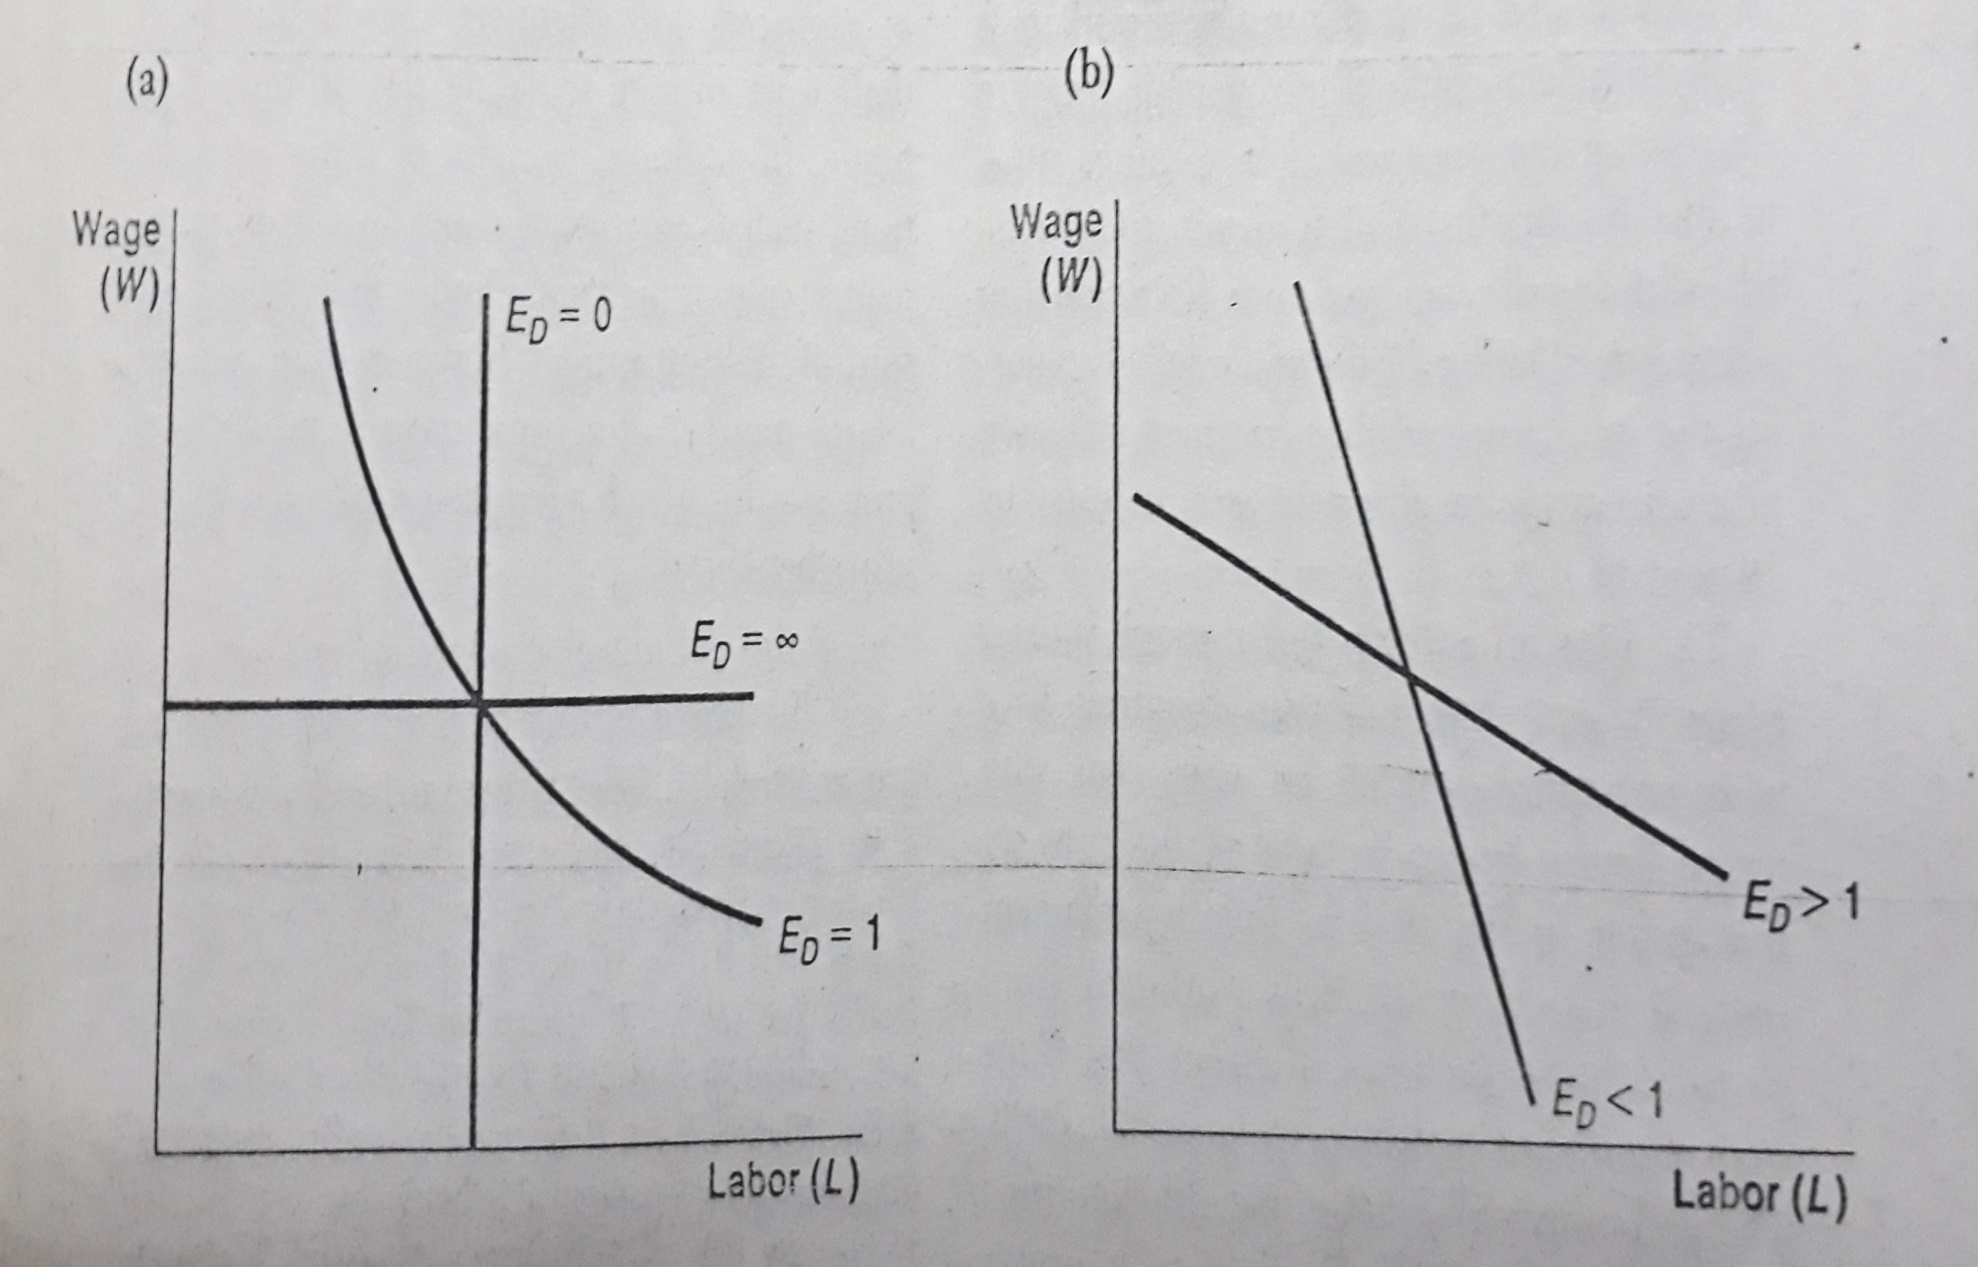 (a)
Wage
(W)
E_D = 0
E_D = ∞
E_D = 1
Labor (L)
(b)
Wage
(W)
E_D > 1
E_D < 1
Labor (L)